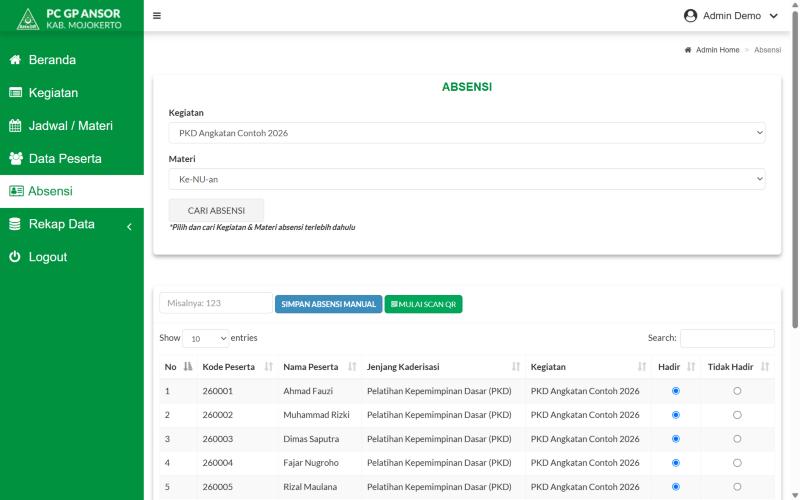 PC GP ANSOR
KAB. MOJOKERTO
Admin Demo
Beranda
Kegiatan
Jadwal / Materi
Data Peserta
Absensi
Rekap Data
Logout
Admin Home > Absensi
ABSENSI
Kegiatan
PKD Angkatan Contoh 2026
Materi
Ke-NU-an
CARI ABSENSI
*Pilih dan cari Kegiatan & Materi absensi terlebih dahulu
Misalnya: 123 SIMPAN ABSENSI MANUAL MULAI SCAN QR
Show 10 entries Search:
No Kode Peserta Nama Peserta Jenjang Kaderisasi Kegiatan Hadir Tidak Hadir
1 260001 Ahmad Fauzi Pelatihan Kepemimpinan Dasar (PKD) PKD Angkatan Contoh 2026
2 260002 Muhammad Rizki Pelatihan Kepemimpinan Dasar (PKD) PKD Angkatan Contoh 2026
3 260003 Dimas Saputra Pelatihan Kepemimpinan Dasar (PKD) PKD Angkatan Contoh 2026
4 260004 Fajar Nugroho Pelatihan Kepemimpinan Dasar (PKD) PKD Angkatan Contoh 2026
5 260005 Rizal Maulana Pelatihan Kepemimpinan Dasar (PKD) PKD Angkatan Contoh 2026